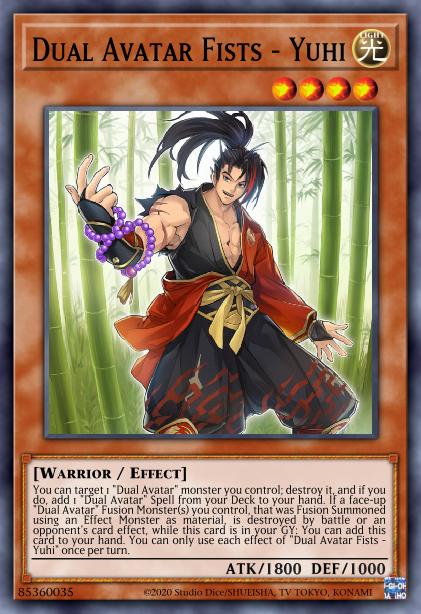 DUAL AVATAR FISTS - YUHI
LIGHT
光
[WARRIOR / EFFECT]
You can target 1 "Dual Avatar" monster you control; destroy it, and if you
do, add 1 "Dual Avatar" Spell from your Deck to your hand. If a face-up
"Dual Avatar" Fusion Monster(s) you control, that was Fusion Summoned
using an Effect Monster as material, is destroyed by battle or an
opponent's card effect, while this card is in your GY: You can add this
card to your hand. You can only use each effect of "Dual Avatar Fists -
Yuhi" once per turn.
ATK/1800 DEF/1000
85360035
©2020 Studio Dice/SHUEISHA, TV TOKYO, KONAMI